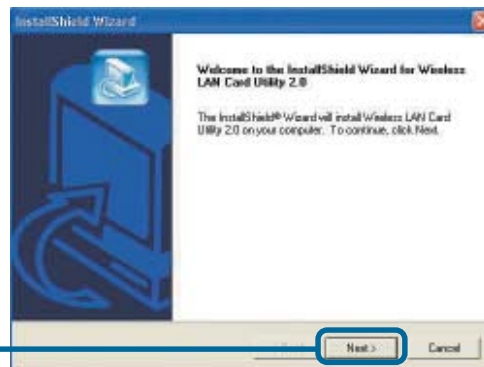 InstallShield Wizard
Welcome to the InstallShield Wizard for Wireless
LAN Card Utility 2.0
The InstallShield® Wizard will install Wireless LAN Card
Utility 2.0 on your computer. To continue, click Next.
Next >
Cancel